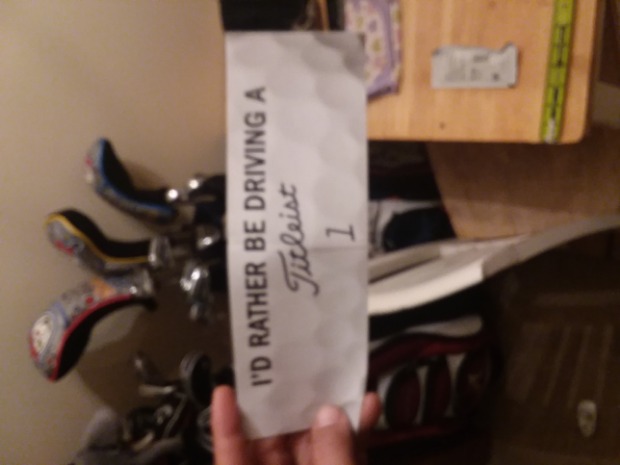 I'D RATHER BE DRIVING A
Titleist
1